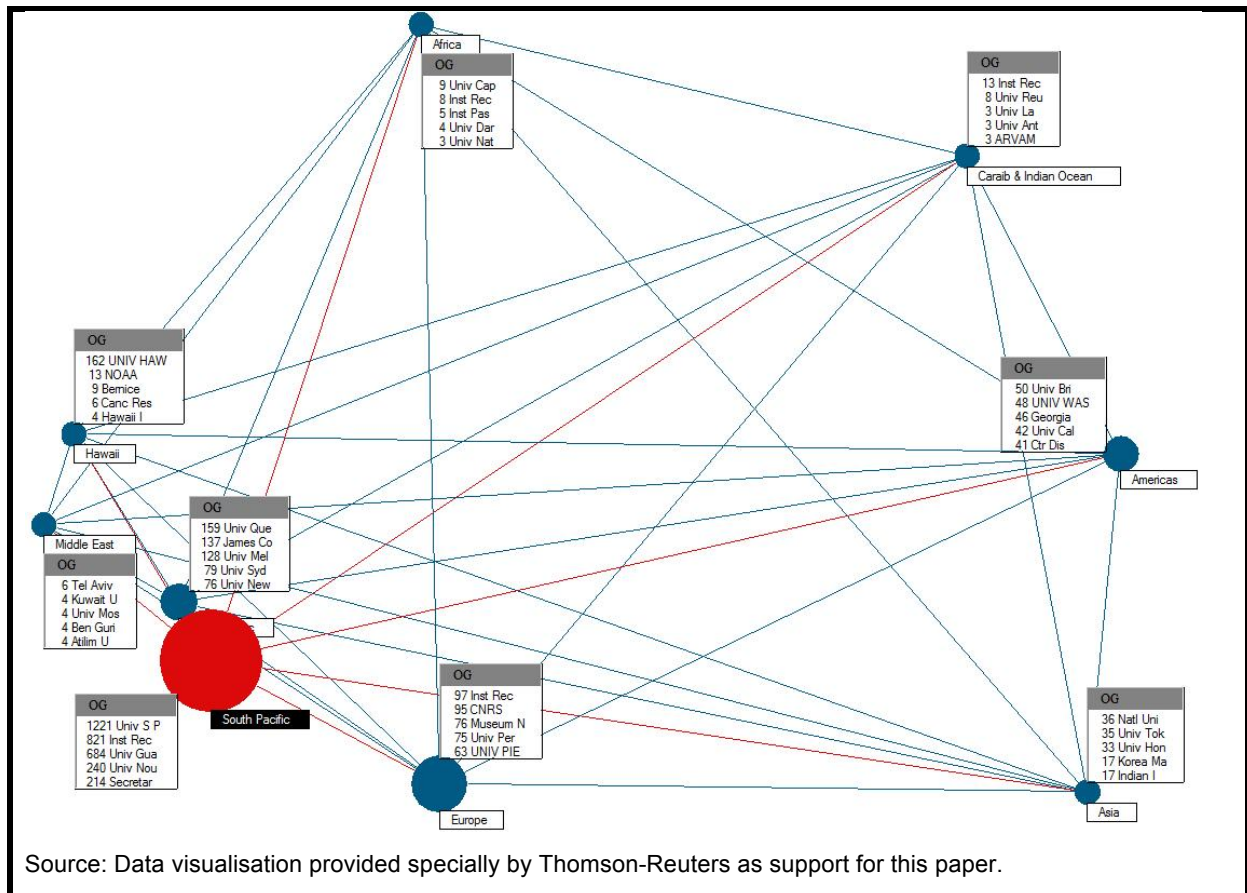 Africa
OG
9 Univ Cap
8 Inst Rec
5 Inst Pas
4 Univ Dar
3 Univ Nat
OG
13 Inst Rec
8 Univ Reu
3 Univ La
3 Univ Ant
3 ARVAM
Caraib & Indian Ocean
OG
162 UNIV HAW
13 NOAA
9 Bernice
6 Canc Res
4 Hawaii I
Hawaii
OG
50 Univ Bri
48 UNIV WAS
46 Georgia
42 Univ Cal
41 Ctr Dis
Americas
OG
159 Univ Que
137 James Co
128 Univ Mel
79 Univ Syd
76 Univ New
Middle East
OG
6 Tel Aviv
4 Kuwait U
4 Univ Mos
4 Ben Guri
4 Atilim U
South Pacific
OG
1221 Univ S P
821 Inst Rec
684 Univ Gua
240 Univ Nou
214 Secretar
OG
97 Inst Rec
95 CNRS
76 Museum N
75 Univ Per
63 UNIV PIE
Europe
OG
36 Natl Uni
35 Univ Tok
33 Univ Hon
17 Korea Ma
17 Indian I
Asia
Source: Data visualisation provided specially by Thomson-Reuters as support for this paper.